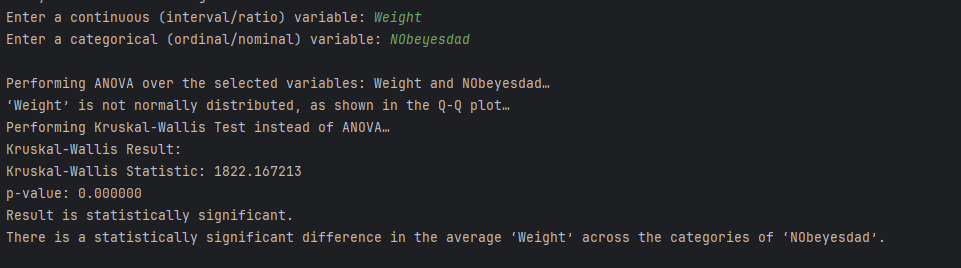 Enter a continuous (interval/ratio) variable: Weight
Enter a categorical (ordinal/nominal) variable: NObeyesdad
Performing ANOVA over the selected variables: Weight and NObeyesdad…
‘Weight’ is not normally distributed, as shown in the Q-Q plot…
Performing Kruskal-Wallis Test instead of ANOVA…
Kruskal-Wallis Result:
Kruskal-Wallis Statistic: 1822.167213
p-value: 0.000000
Result is statistically significant.
There is a statistically significant difference in the average ‘Weight’ across the categories of ‘NObeyesdad’.